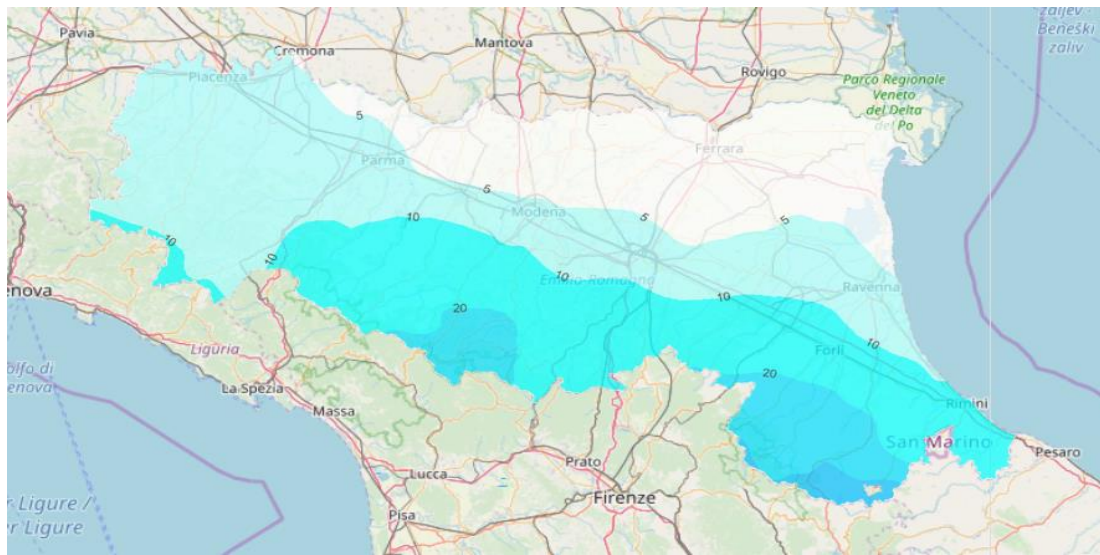 Pavia
Cremona
Mantova
zaljev -
Beneški
zaliv
Piacenza
Rovigo
Parco Regionale
Veneto
del Delta
del Po
5
Parma
Ferrara
5
Modena
10
5
5
10
10
Emilia-Romagna
10
Ravenna
10
enova
20
10
Forlì
Liguria
20
olfo di
enova
La Spezia
Rimini
Massa
San Marino
Pesaro
Prato
Lucca
Firenze
Pisa
r Ligure /
er Ligure